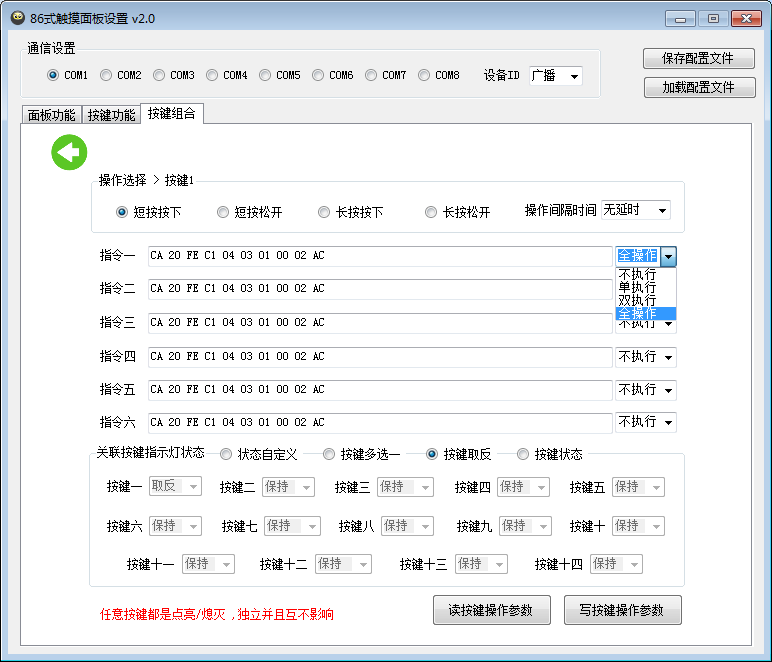 86式触摸面板设置 v2.0
通信设置
COM1 COM2 COM3 COM4 COM5 COM6 COM7 COM8 设备ID 广播
保存配置文件
加载配置文件
面板功能 按键功能 按键组合
操作选择 > 按键1
短按按下 短按松开 长按按下 长按松开 操作间隔时间 无延时
指令一 CA 20 FE C1 04 03 01 00 02 AC 全操作
不执行
单执行
双执行
全操作
指令二 CA 20 FE C1 04 03 01 00 02 AC
指令三 CA 20 FE C1 04 03 01 00 02 AC 不执行
指令四 CA 20 FE C1 04 03 01 00 02 AC 不执行
指令五 CA 20 FE C1 04 03 01 00 02 AC 不执行
指令六 CA 20 FE C1 04 03 01 00 02 AC 不执行
关联按键指示灯状态 状态自定义 按键多选一 按键取反 按键状态
按键一 取反 按键二 保持 按键三 保持 按键四 保持 按键五 保持
按键六 保持 按键七 保持 按键八 保持 按键九 保持 按键十 保持
按键十一 保持 按键十二 保持 按键十三 保持 按键十四 保持
任意按键都是点亮/熄灭，独立并且互不影响
读按键操作参数 写按键操作参数